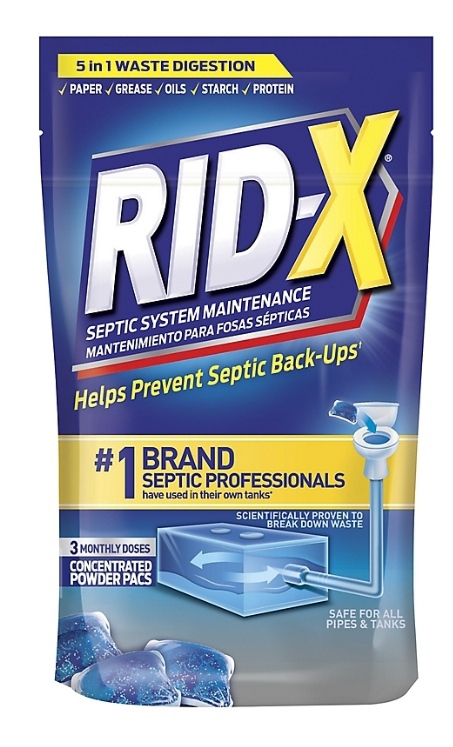 5 in 1 WASTE DIGESTION
✓ PAPER ✓ GREASE ✓ OILS ✓ STARCH ✓ PROTEIN
RID-X®
SEPTIC SYSTEM MAINTENANCE
MANTENIMIENTO PARA FOSAS SÉPTICAS
Helps Prevent Septic Back-Ups†
#1 BRAND
SEPTIC PROFESSIONALS
have used in their own tanks*
SCIENTIFICALLY PROVEN TO
BREAK DOWN WASTE
3 MONTHLY DOSES
CONCENTRATED
POWDER PACS
SAFE FOR ALL
PIPES & TANKS